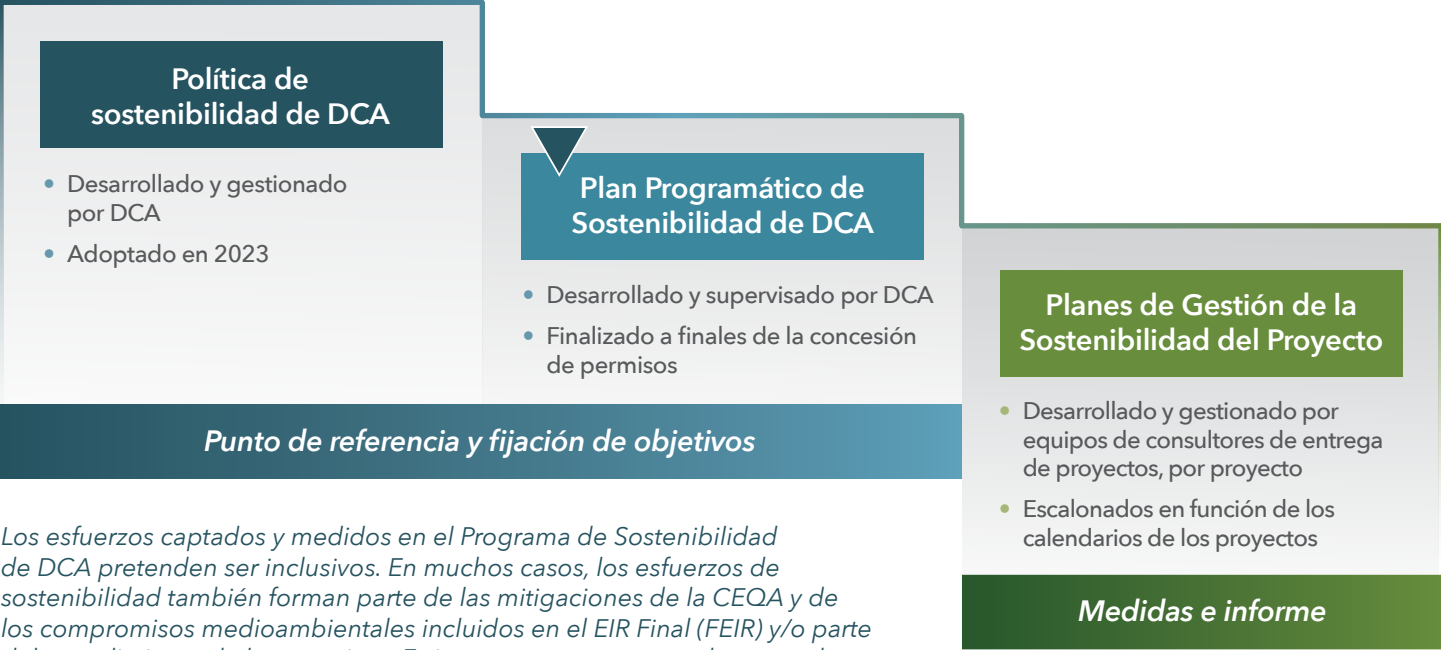 Política de
sostenibilidad de DCA
• Desarrollado y gestionado
por DCA
• Adoptado en 2023
Plan Programático de
Sostenibilidad de DCA
• Desarrollado y supervisado por DCA
• Finalizado a finales de la concesión
de permisos
Punto de referencia y fijación de objetivos
Planes de Gestión de la
Sostenibilidad del Proyecto
• Desarrollado y gestionado por
equipos de consultores de entrega
de proyectos, por proyecto
• Escalonados en función de los
calendarios de los proyectos
Medidas e informe
Los esfuerzos captados y medidos en el Programa de Sostenibilidad
de DCA pretenden ser inclusivos. En muchos casos, los esfuerzos de
sostenibilidad también forman parte de las mitigaciones de la CEQA y de
los compromisos medioambientales incluidos en el EIR Final (FEIR) y/o parte